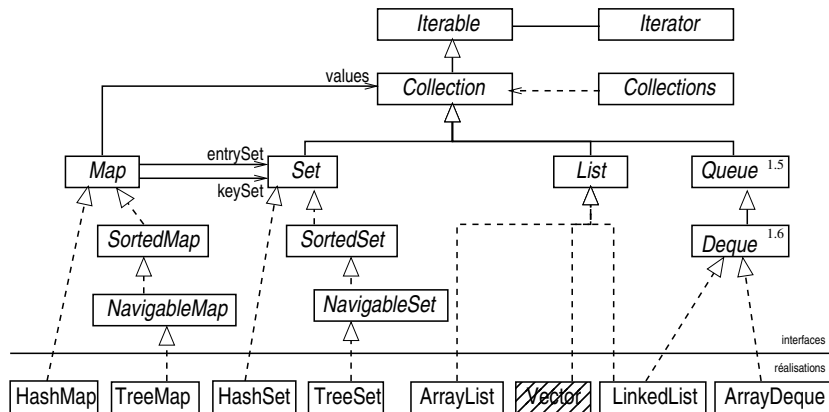 Iterable
Iterator
values
Collection
Collections
Map
entrySet
keySet
Set
List
Queue 1.5
SortedMap
SortedSet
Deque 1.6
NavigableMap
NavigableSet
interfaces
réalisations
HashMap
TreeMap
HashSet
TreeSet
ArrayList
Vector
LinkedList
ArrayDeque